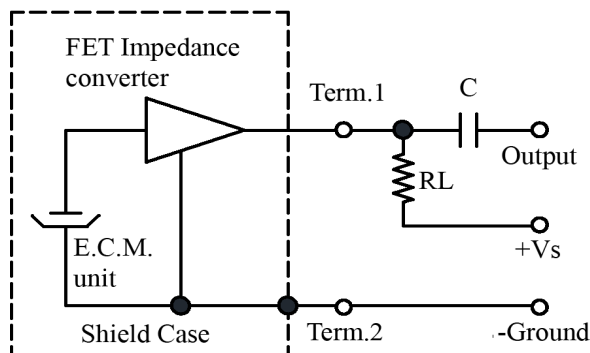 FET Impedance
converter
Term.1
C
Output
RL
+Vs
E.C.M.
unit
Shield Case
Term.2
-Ground